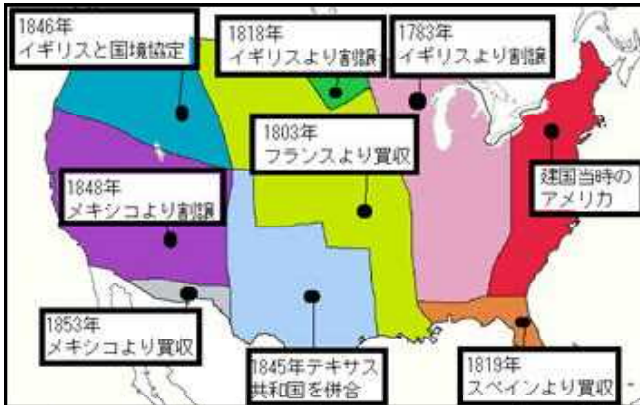 1846年
イギリスと国境協定
1818年
イギリスより割譲
1783年
イギリスより割譲
1803年
フランスより買収
建国当時の
アメリカ
1848年
メキシコより割譲
1853年
メキシコより買収
1845年テキサス
共和国を併合
1819年
スペインより買収